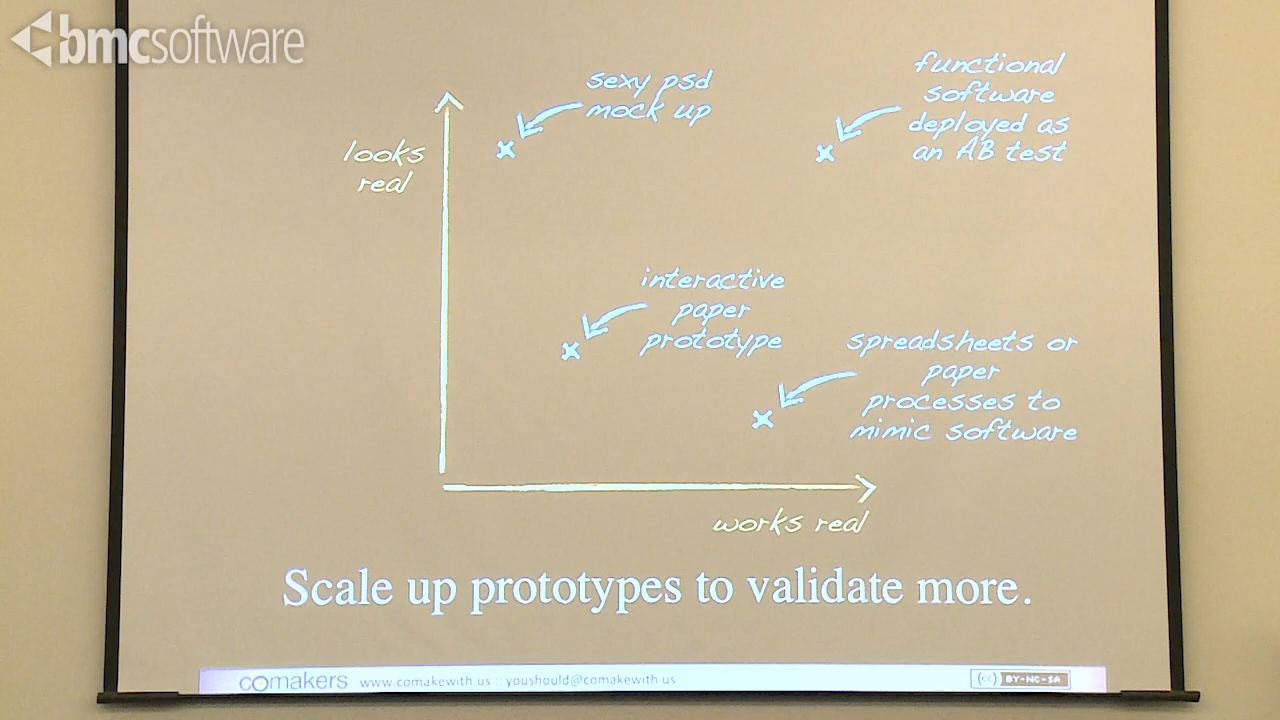 bmcsoftware
sexy psd
mock up
functional
software
deployed as
an AB test
looks
real
interactive
paper
prototype
spreadsheets or
paper
processes to
mimic software
works real
Scale up prototypes to validate more.
comakers www.comakewith.us :: youshould@comakewith.us
(cc) BY-NC-SA